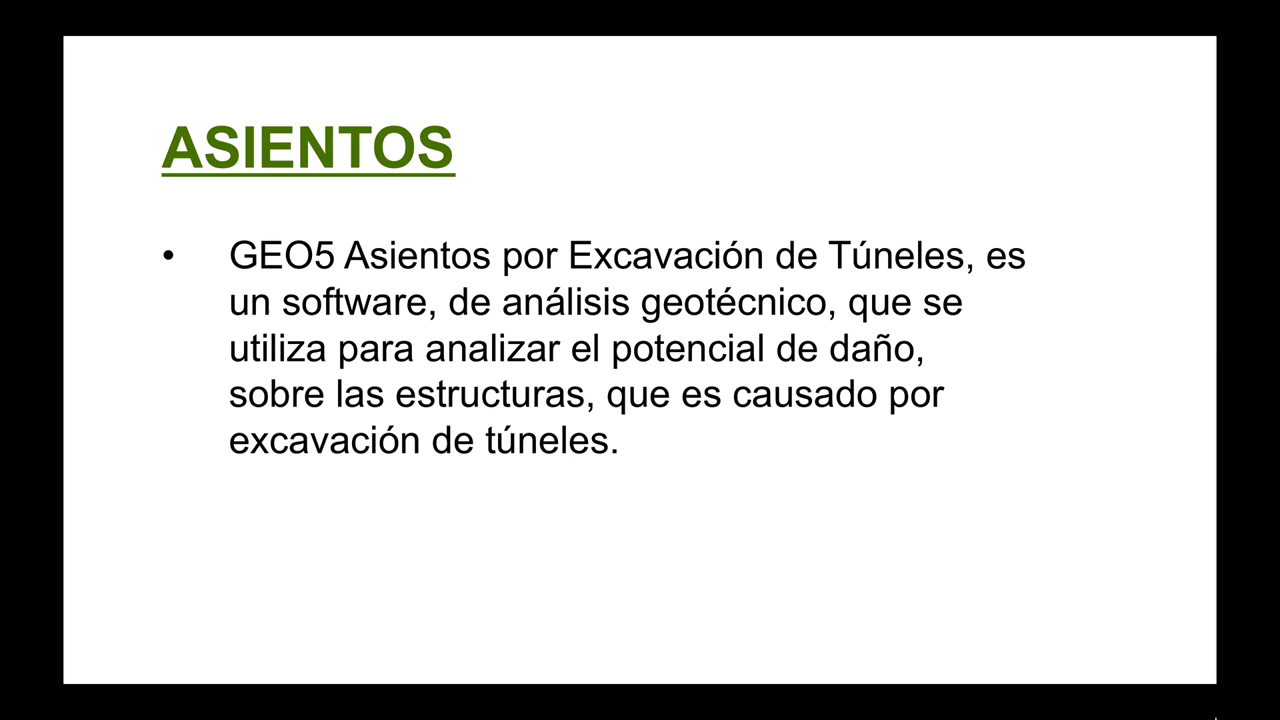 ASIENTOS
• GEO5 Asientos por Excavación de Túneles, es
un software, de análisis geotécnico, que se
utiliza para analizar el potencial de daño,
sobre las estructuras, que es causado por
excavación de túneles.